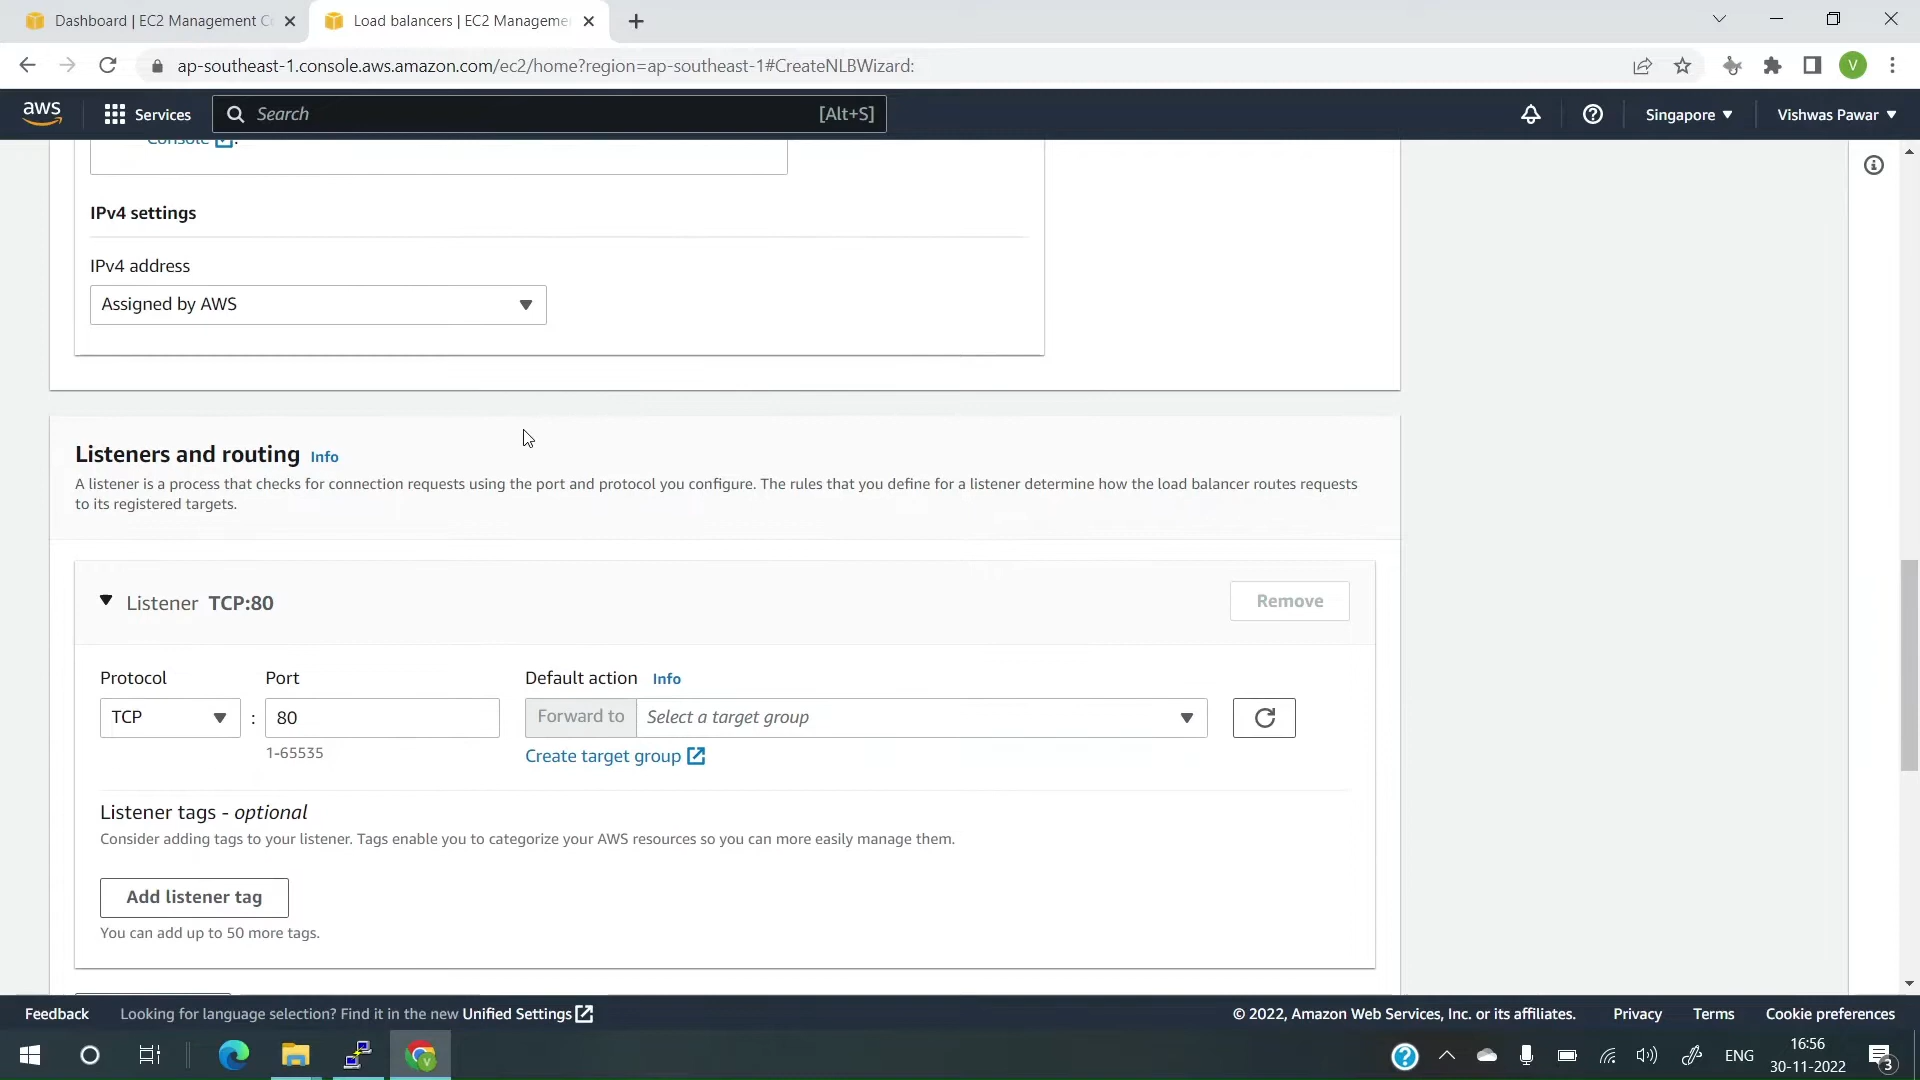 Dashboard | EC2 Management C
Load balancers | EC2 Manageme
ap-southeast-1.console.aws.amazon.com/ec2/home?region=ap-southeast-1#CreateNLBWizard:
V
aws
Services
Search
[Alt+S]
Singapore
Vishwas Pawar
Console
IPv4 settings
IPv4 address
Assigned by AWS
Listeners and routing Info
A listener is a process that checks for connection requests using the port and protocol you configure. The rules that you define for a listener determine how the load balancer routes requests
to its registered targets.
Listener TCP:80
Remove
Protocol
Port
Default action Info
TCP
:
80
Forward to
Select a target group
1-65535
Create target group
Listener tags - optional
Consider adding tags to your listener. Tags enable you to categorize your AWS resources so you can more easily manage them.
Add listener tag
You can add up to 50 more tags.
Feedback
Looking for language selection? Find it in the new Unified Settings
© 2022, Amazon Web Services, Inc. or its affiliates.
Privacy
Terms
Cookie preferences
ENG
16:56
30-11-2022
3